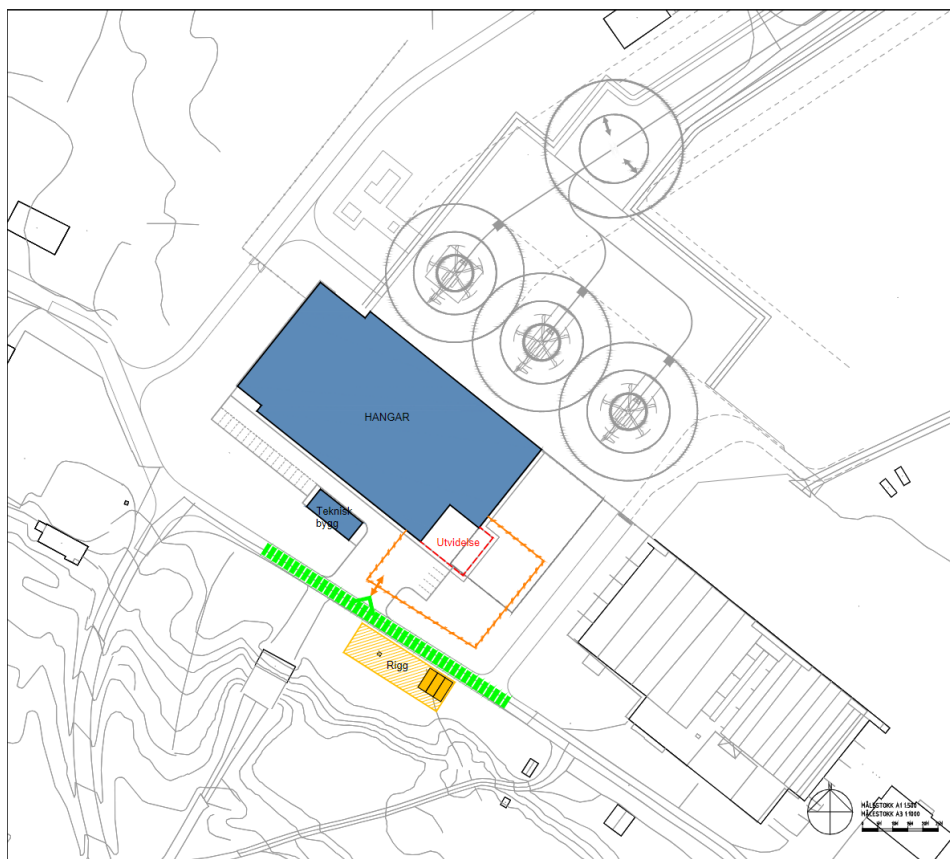 HANGAR
Teknisk
bygg
Utvidelse
Rigg
N
MÅLESTOKK A1 1:500
MÅLESTOKK A3 1:1000